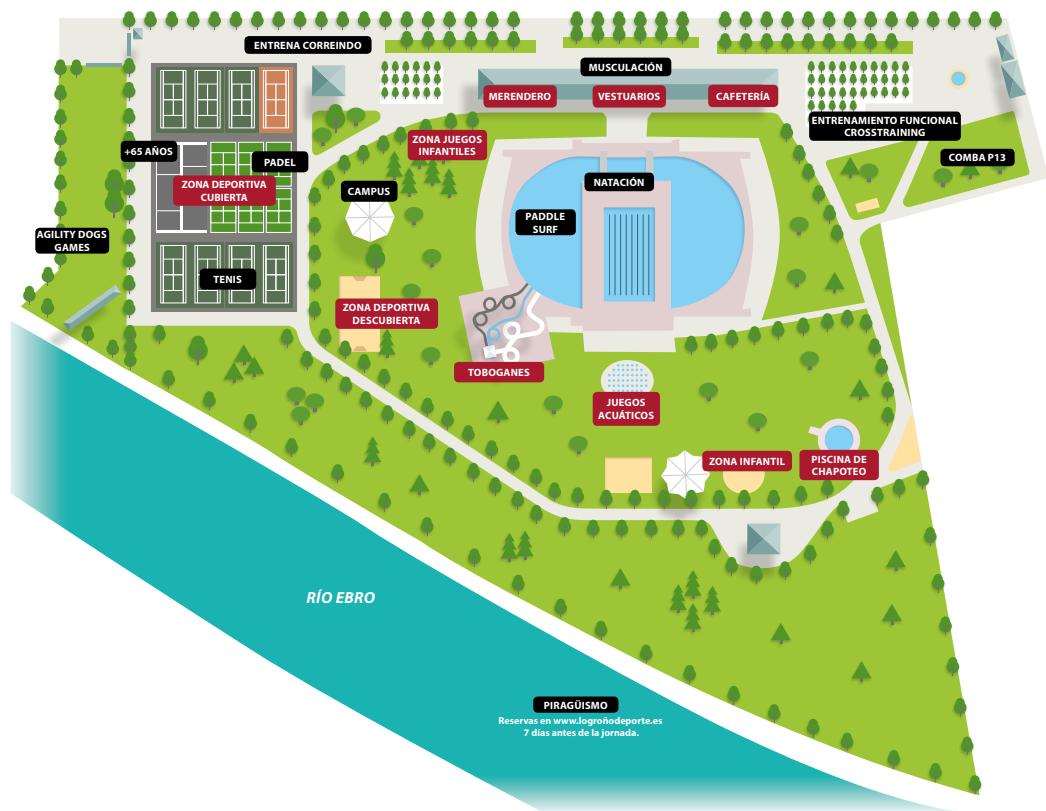 ENTRENA CORREINDO
MUSCULACIÓN
MERENDERO
VESTUARIOS
CAFETERÍA
ENTRENAMIENTO FUNCIONAL
CROSSTRAINING
COMBA P13
ZONA JUEGOS
INFANTILES
+65 AÑOS
PADEL
ZONA DEPORTIVA
CUBIERTA
CAMPUS
NATACIÓN
PADDLE
SURF
AGILITY DOGS
GAMES
TENIS
ZONA DEPORTIVA
DESCUBIERTA
TOBOGANES
JUEGOS
ACUÁTICOS
ZONA INFANTIL
PISCINA DE
CHAPOTEO
RÍO EBRO
PIRAGÜISMO
Reservas en www.logroñodeporte.es
7 días antes de la jornada.